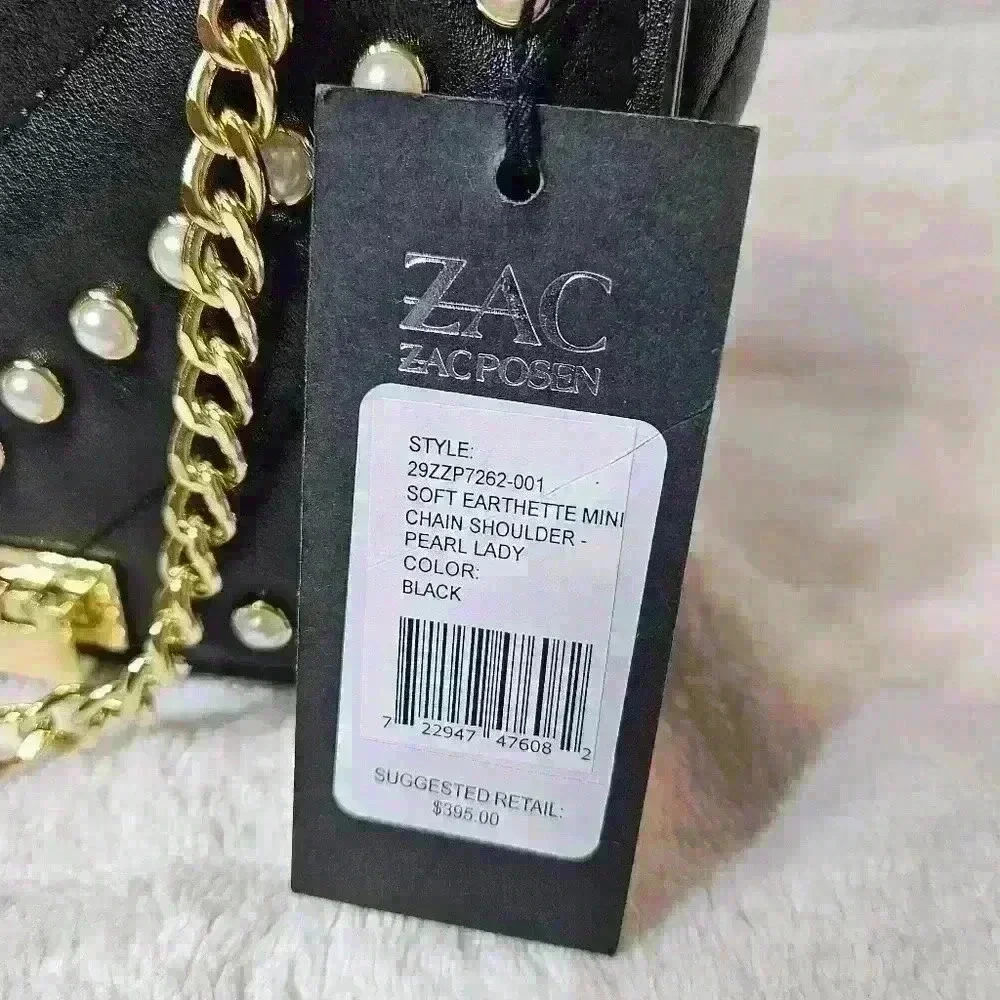 ZAC
ZAC POSEN
STYLE:
29ZZP7262-001
SOFT EARTHETTE MINI
CHAIN SHOULDER -
PEARL LADY
COLOR:
BLACK
7 22947 47608 2
SUGGESTED RETAIL:
$395.00